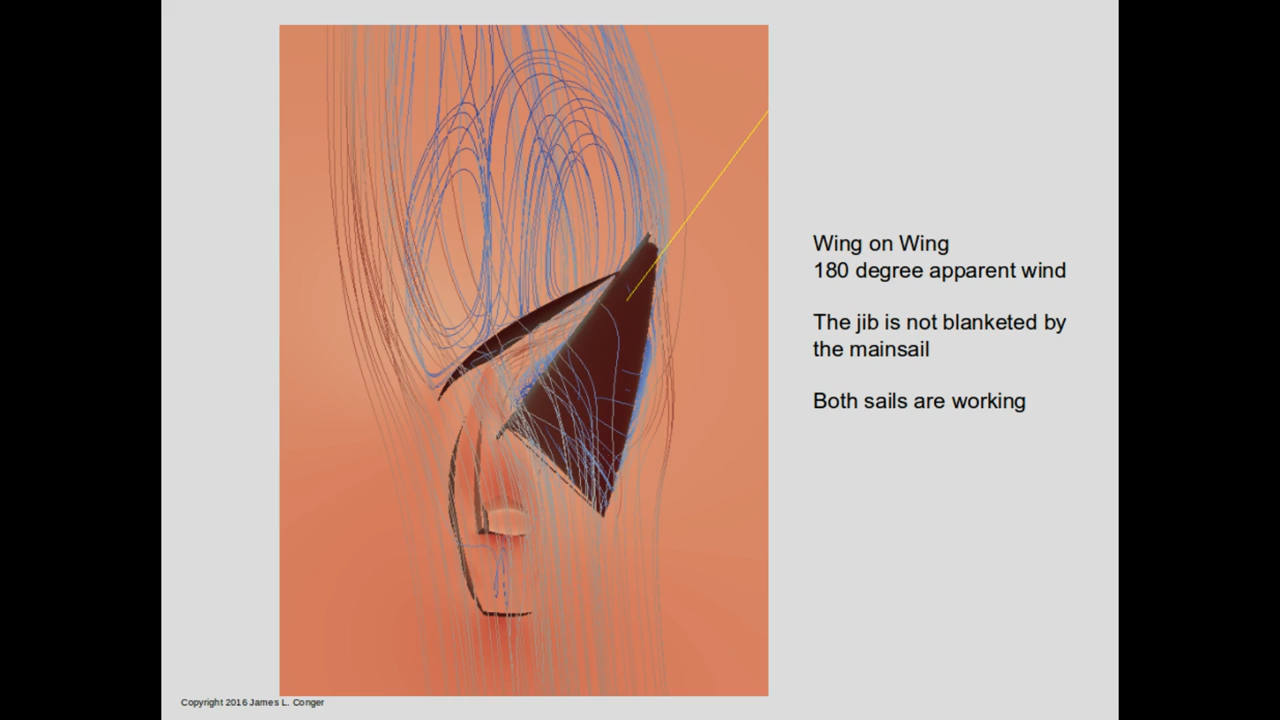 Wing on Wing
180 degree apparent wind
The jib is not blanketed by
the mainsail
Both sails are working
Copyright 2016 James L. Conger